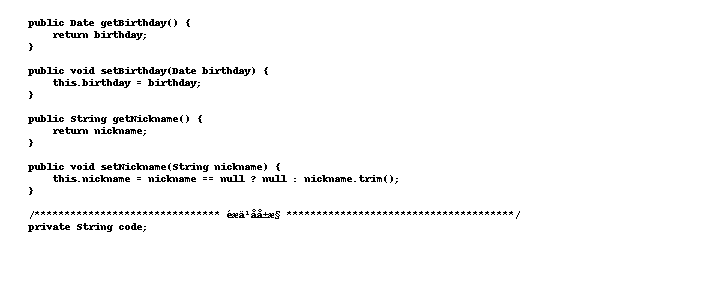 public Date getBirthday() {
return birthday;
}
public void setBirthday(Date birthday) {
this.birthday = birthday;
}
public String getNickname() {
return nickname;
}
public void setNickname(String nickname) {
this.nickname = nickname == null ? null : nickname.trim();
}
/******************************* éæä¹åå±æ§ **************************************/
private String code;